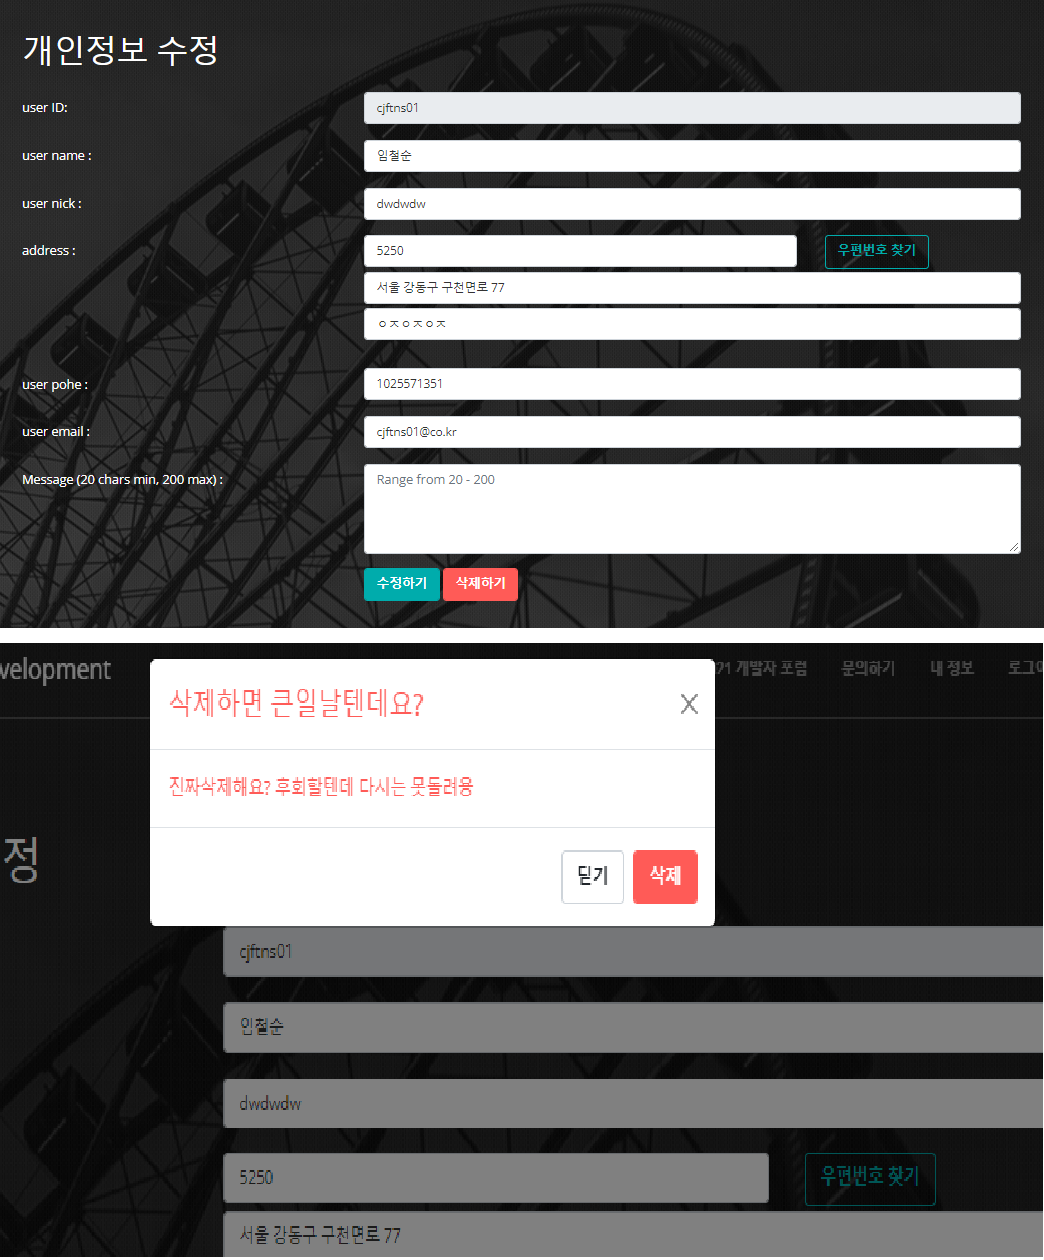 개인정보 수정
user ID: cjftns01
user name : 임철순
user nick : dwdwdw
address : 5250 우편번호 찾기
서울 강동구 구천면로 77
ㅇㅈㅇㅈㅇㅈ
user pohe : 1025571351
user email : cjftns01@co.kr
Message (20 chars min, 200 max) : Range from 20 - 200
수정하기 삭제하기
velopment 개발자 포럼 문의하기 내 정보
삭제하면 큰일날텐데요? X
진짜삭제해요? 후회할텐데 다시는 못돌려용
닫기 삭제
정
cjftns01
임철순
dwdwdw
5250 우편번호 찾기
서울 강동구 구천면로 77